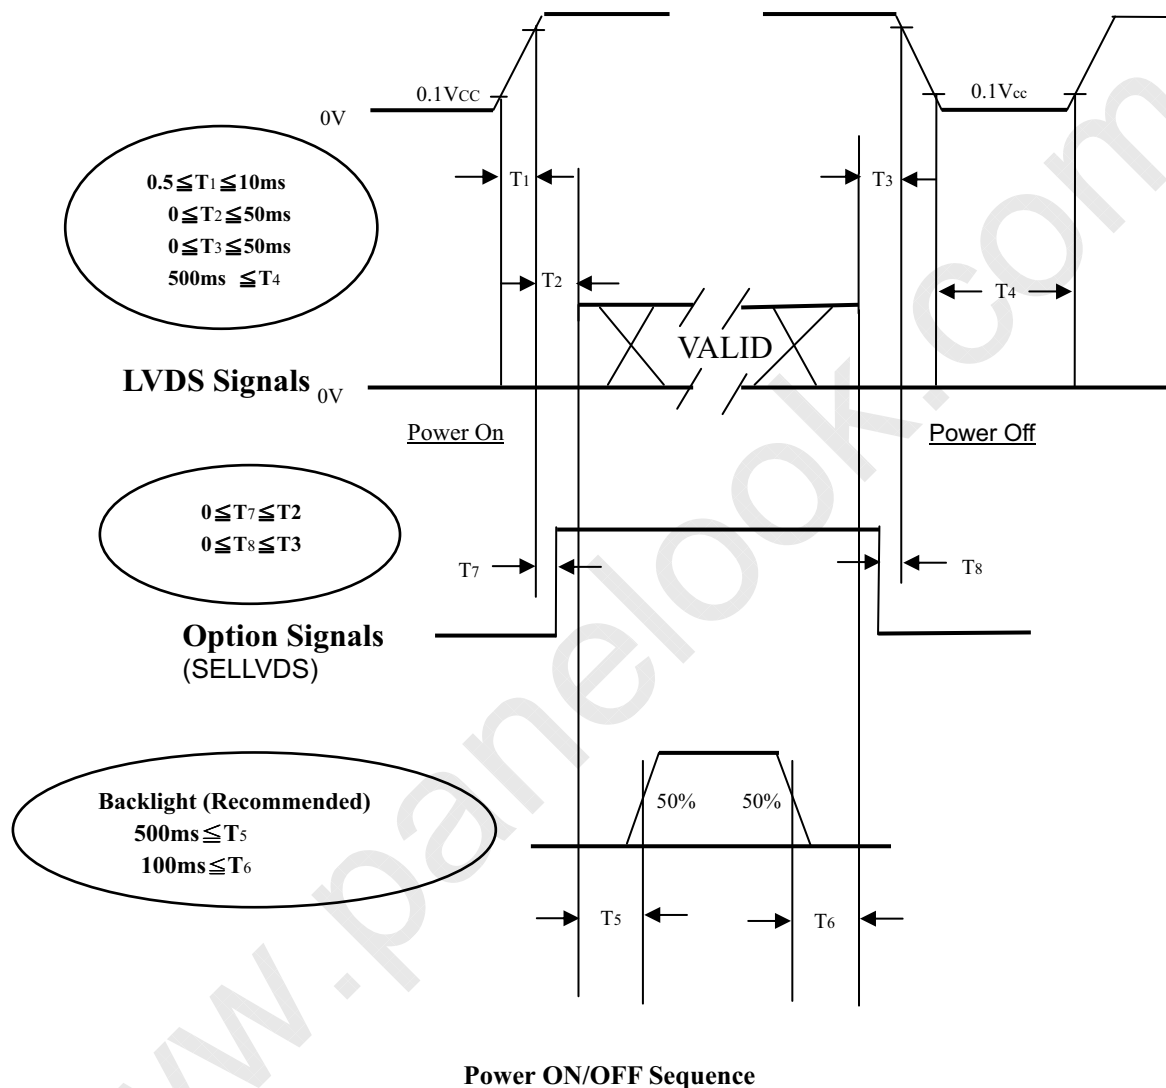 0.1VCC
0.1Vcc
0V
T1
T3
0.5≦T1≦10ms
0≦T2≦50ms
0≦T3≦50ms
500ms ≦T4
T2
T4
VALID
LVDS Signals 0V
Power On
Power Off
0≦T7≦T2
0≦T8≦T3
T7
T8
Option Signals
(SELLVDS)
Backlight (Recommended)
500ms≦T5
100ms≦T6
50%
50%
T5
T6
Power ON/OFF Sequence
www.panelook.com